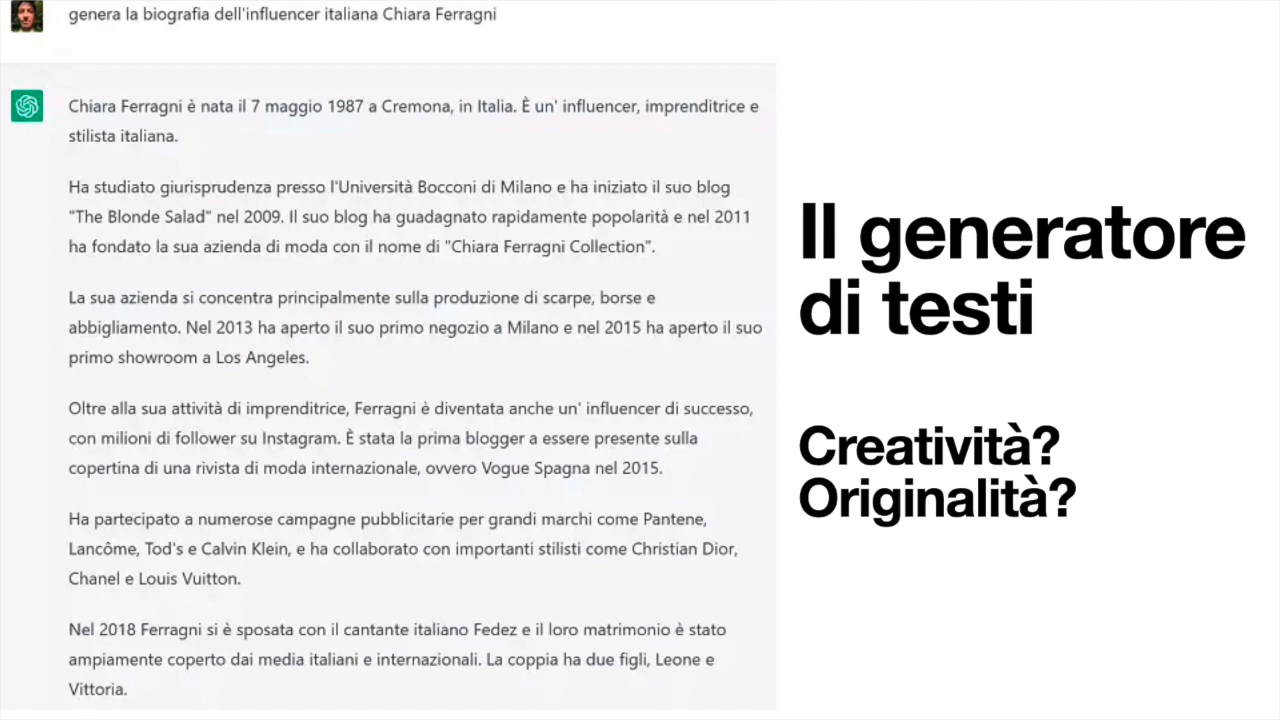 genera la biografia dell'influencer italiana Chiara Ferragni
Chiara Ferragni è nata il 7 maggio 1987 a Cremona, in Italia. È un' influencer, imprenditrice e
stilista italiana.
Ha studiato giurisprudenza presso l'Università Bocconi di Milano e ha iniziato il suo blog
"The Blonde Salad" nel 2009. Il suo blog ha guadagnato rapidamente popolarità e nel 2011
ha fondato la sua azienda di moda con il nome di "Chiara Ferragni Collection".
La sua azienda si concentra principalmente sulla produzione di scarpe, borse e
abbigliamento. Nel 2013 ha aperto il suo primo negozio a Milano e nel 2015 ha aperto il suo
primo showroom a Los Angeles.
Oltre alla sua attività di imprenditrice, Ferragni è diventata anche un' influencer di successo,
con milioni di follower su Instagram. È stata la prima blogger a essere presente sulla
copertina di una rivista di moda internazionale, ovvero Vogue Spagna nel 2015.
Ha partecipato a numerose campagne pubblicitarie per grandi marchi come Pantene,
Lancôme, Tod's e Calvin Klein, e ha collaborato con importanti stilisti come Christian Dior,
Chanel e Louis Vuitton.
Nel 2018 Ferragni si è sposata con il cantante italiano Fedez e il loro matrimonio è stato
ampiamente coperto dai media italiani e internazionali. La coppia ha due figli, Leone e
Vittoria.
Il generatore
di testi
Creatività?
Originalità?